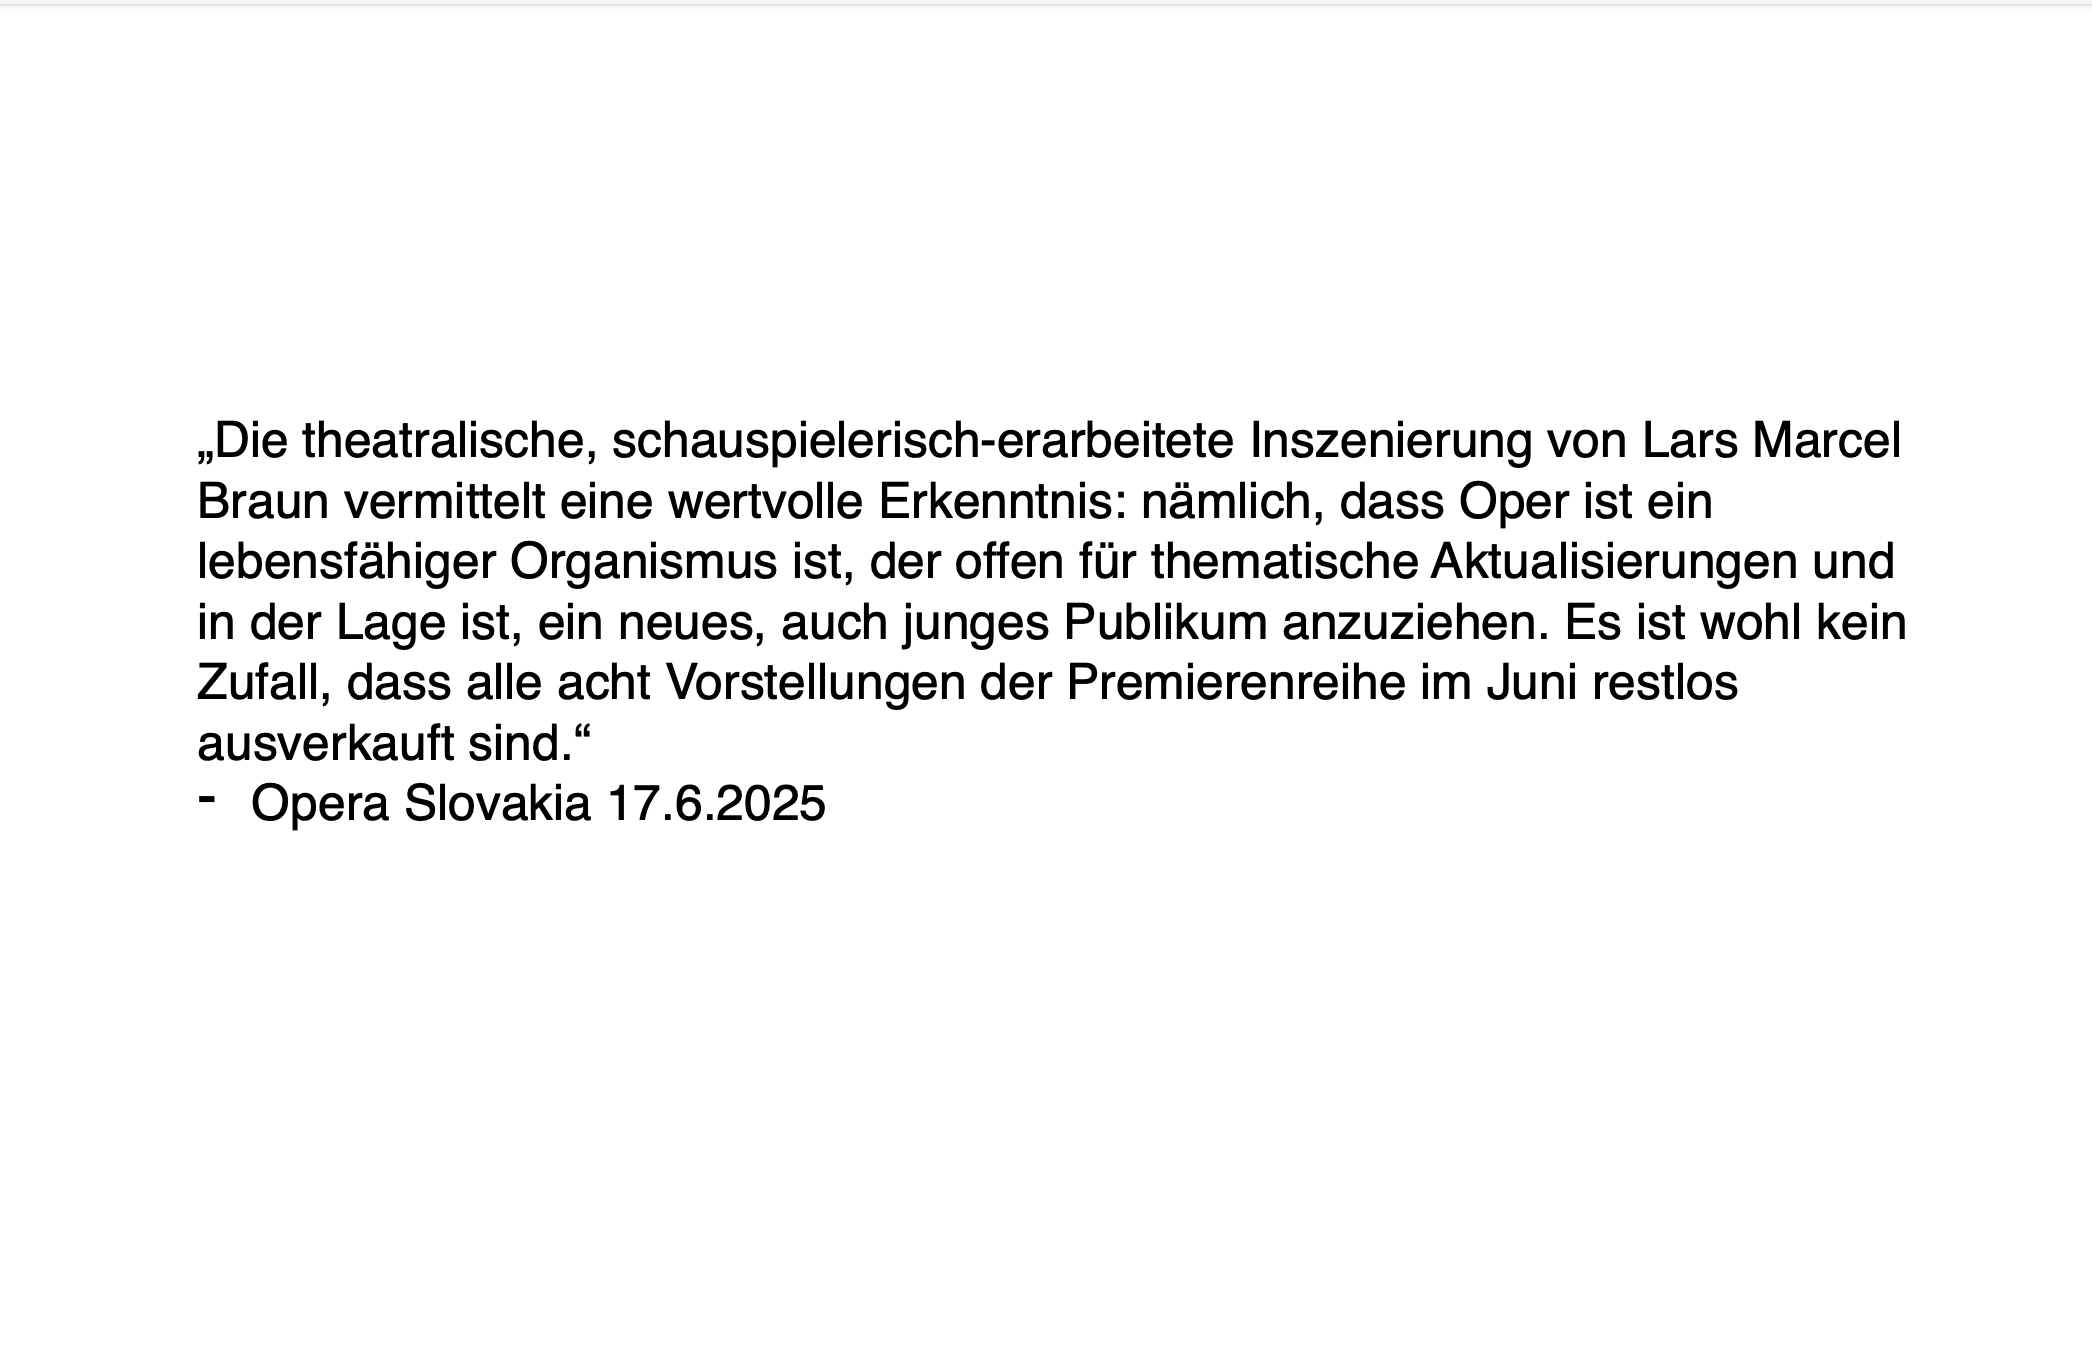 „Die theatralische, schauspielerisch-erarbeitete Inszenierung von Lars Marcel
Braun vermittelt eine wertvolle Erkenntnis: nämlich, dass Oper ist ein
lebensfähiger Organismus ist, der offen für thematische Aktualisierungen und
in der Lage ist, ein neues, auch junges Publikum anzuziehen. Es ist wohl kein
Zufall, dass alle acht Vorstellungen der Premierenreihe im Juni restlos
ausverkauft sind.“
- Opera Slovakia 17.6.2025